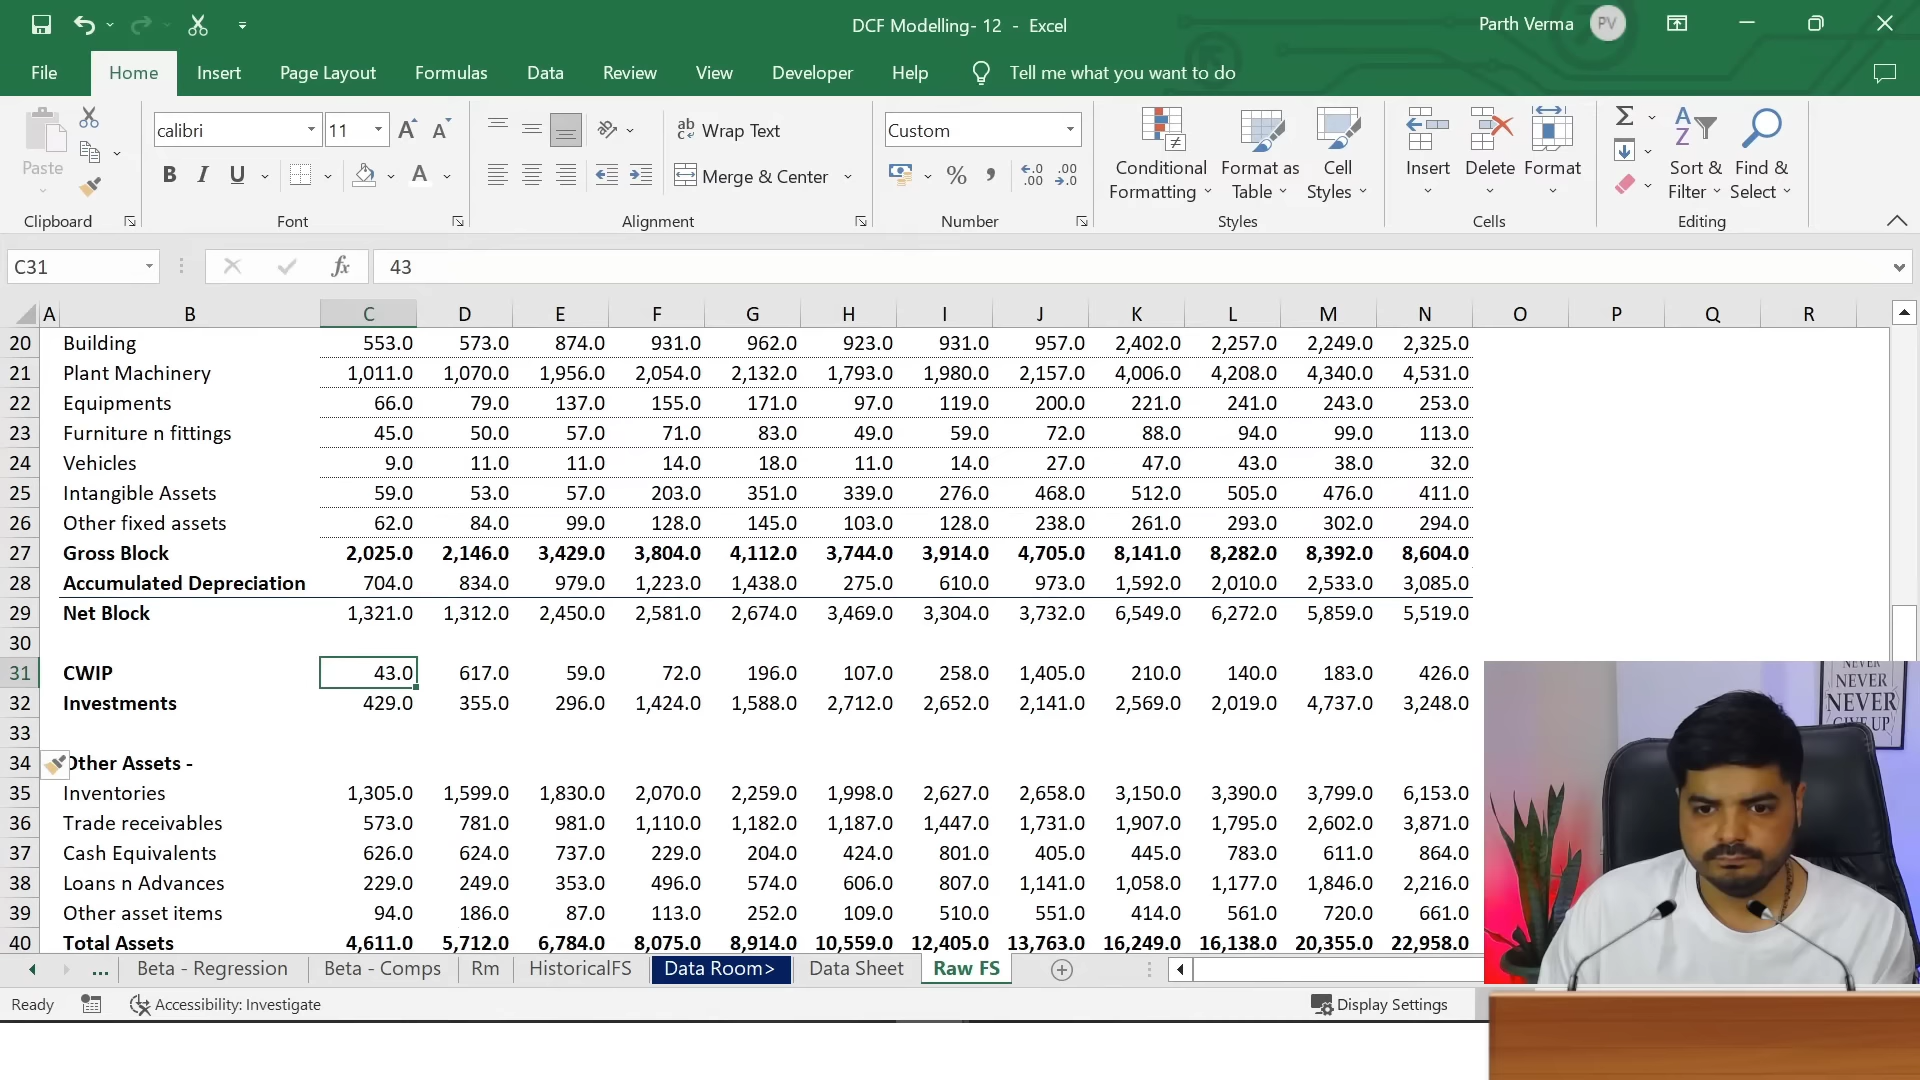 DCF Modelling- 12 - Excel
Parth Verma
PV
File Home Insert Page Layout Formulas Data Review View Developer Help Tell me what you want to do
calibri 11 Wrap Text Custom
Paste Merge & Center Conditional Formatting Format as Table Cell Styles Insert Delete Format Sort & Filter Find & Select
Clipboard Font Alignment Number Styles Cells Editing
C31 fx 43
A B C D E F G H I J K L M N O P Q R
20 Building 553.0 573.0 874.0 931.0 962.0 923.0 931.0 957.0 2,402.0 2,257.0 2,249.0 2,325.0
21 Plant Machinery 1,011.0 1,070.0 1,956.0 2,054.0 2,132.0 1,793.0 1,980.0 2,157.0 4,006.0 4,208.0 4,340.0 4,531.0
22 Equipments 66.0 79.0 137.0 155.0 171.0 97.0 119.0 200.0 221.0 241.0 243.0 253.0
23 Furniture n fittings 45.0 50.0 57.0 71.0 83.0 49.0 59.0 72.0 88.0 94.0 99.0 113.0
24 Vehicles 9.0 11.0 11.0 14.0 18.0 11.0 14.0 27.0 47.0 43.0 38.0 32.0
25 Intangible Assets 59.0 53.0 57.0 203.0 351.0 339.0 276.0 468.0 512.0 505.0 476.0 411.0
26 Other fixed assets 62.0 84.0 99.0 128.0 145.0 103.0 128.0 238.0 261.0 293.0 302.0 294.0
27 Gross Block 2,025.0 2,146.0 3,429.0 3,804.0 4,112.0 3,744.0 3,914.0 4,705.0 8,141.0 8,282.0 8,392.0 8,604.0
28 Accumulated Depreciation 704.0 834.0 979.0 1,223.0 1,438.0 275.0 610.0 973.0 1,592.0 2,010.0 2,533.0 3,085.0
29 Net Block 1,321.0 1,312.0 2,450.0 2,581.0 2,674.0 3,469.0 3,304.0 3,732.0 6,549.0 6,272.0 5,859.0 5,519.0
30
31 CWIP 43.0 617.0 59.0 72.0 196.0 107.0 258.0 1,405.0 210.0 140.0 183.0 426.0
32 Investments 429.0 355.0 296.0 1,424.0 1,588.0 2,712.0 2,652.0 2,141.0 2,569.0 2,019.0 4,737.0 3,248.0
33
34 Other Assets -
35 Inventories 1,305.0 1,599.0 1,830.0 2,070.0 2,259.0 1,998.0 2,627.0 2,658.0 3,150.0 3,390.0 3,799.0 6,153.0
36 Trade receivables 573.0 781.0 981.0 1,110.0 1,182.0 1,187.0 1,447.0 1,731.0 1,907.0 1,795.0 2,602.0 3,871.0
37 Cash Equivalents 626.0 624.0 737.0 229.0 204.0 424.0 801.0 405.0 445.0 783.0 611.0 864.0
38 Loans n Advances 229.0 249.0 353.0 496.0 574.0 606.0 807.0 1,141.0 1,058.0 1,177.0 1,846.0 2,216.0
39 Other asset items 94.0 186.0 87.0 113.0 252.0 109.0 510.0 551.0 414.0 561.0 720.0 661.0
40 Total Assets 4,611.0 5,712.0 6,784.0 8,075.0 8,914.0 10,559.0 12,405.0 13,763.0 16,249.0 16,138.0 20,355.0 22,958.0
NEVER
NEVER
NEVER
GIVE UP
... Beta - Regression Beta - Comps Rm HistoricalFS Data Room> Data Sheet Raw FS
Ready Accessibility: Investigate Display Settings